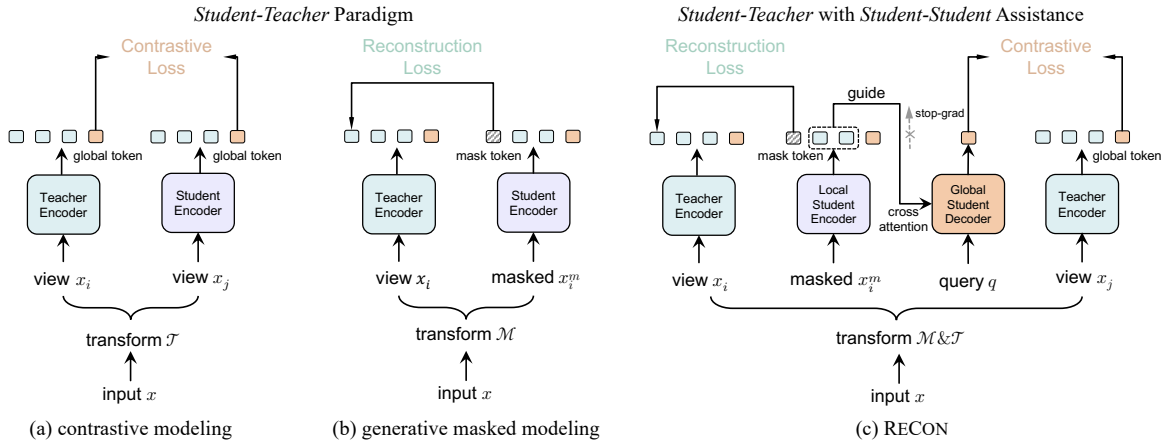 Student-Teacher Paradigm
Contrastive
Loss
global token
global token
Teacher
Encoder
Student
Encoder
view x_i
view x_j
transform 𝒯
input x
(a) contrastive modeling
Reconstruction
Loss
mask token
Teacher
Encoder
Student
Encoder
view x_i
masked x_i^m
transform ℳ
input x
(b) generative masked modeling
Student-Teacher with Student-Student Assistance
Reconstruction
Loss
Contrastive
Loss
guide
stop-grad
mask token
global token
Teacher
Encoder
Local
Student
Encoder
cross
attention
Global
Student
Decoder
Teacher
Encoder
view x_i
masked x_i^m
query q
view x_j
transform ℳ&𝒯
input x
(c) RECON